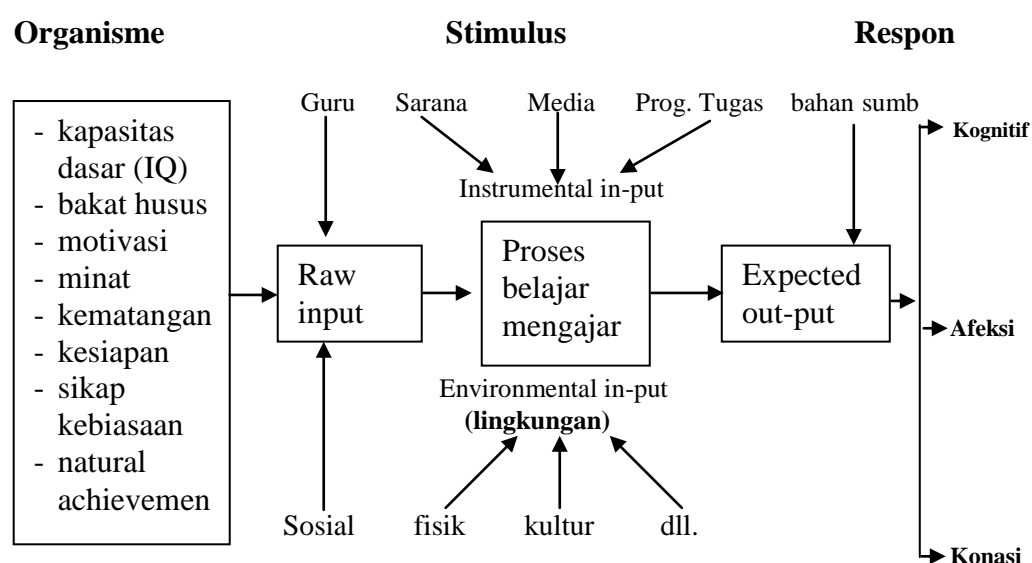 Organisme Stimulus Respon
Guru Sarana Media Prog. Tugas bahan sumb
- kapasitas
dasar (IQ)
- bakat husus
- motivasi
- minat
- kematangan
- kesiapan
- sikap
kebiasaan
- natural
achievemen
Instrumental in-put
Raw
input
Proses
belajar
mengajar
Expected
out-put
Kognitif
Afeksi
Konasi
Environmental in-put
(lingkungan)
Sosial fisik kultur dll.